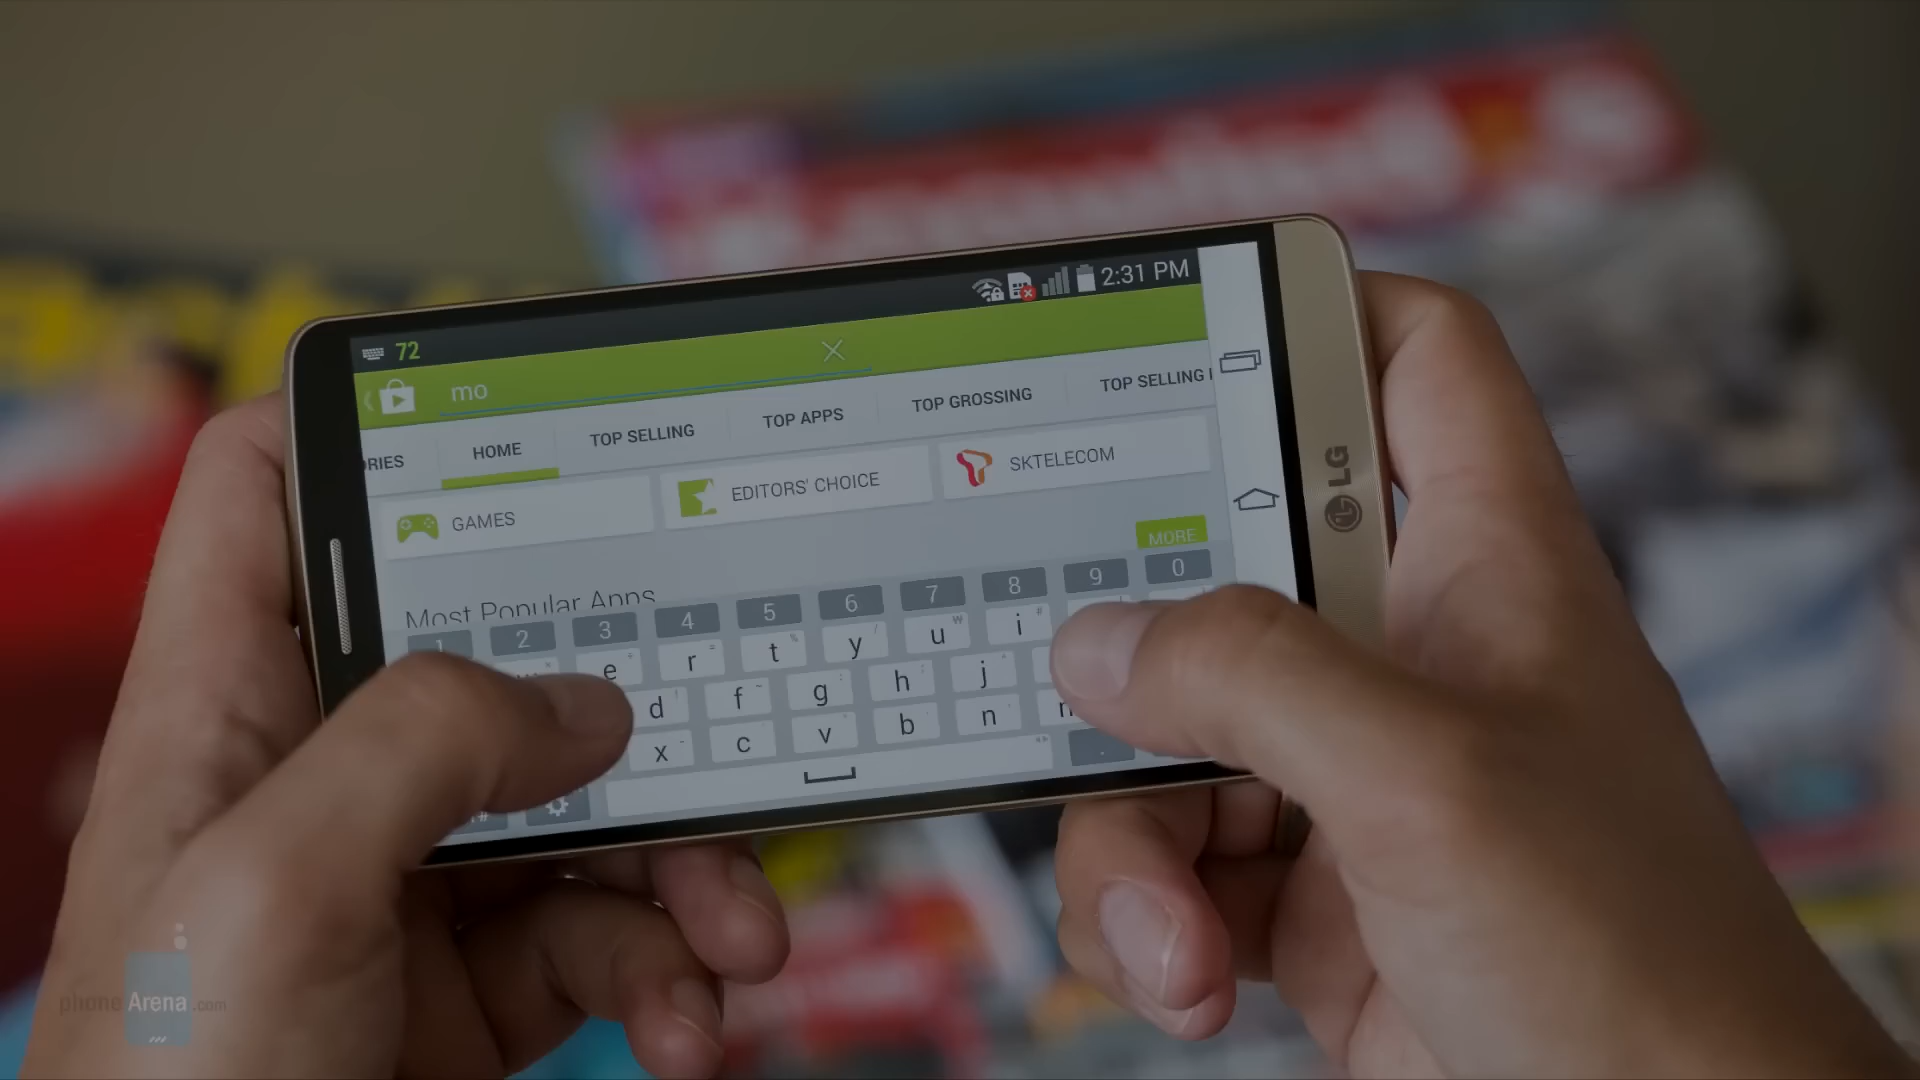 72
2:31 PM
mo
ORIES
HOME
TOP SELLING
TOP APPS
TOP GROSSING
TOP SELLING
GAMES
EDITORS' CHOICE
SKTELECOM
MORE
Most Popular Apps
1 2 3 4 5 6 7 8 9 0
e r t y u i
d f g h j
x c v b n
LG
phoneArena.com